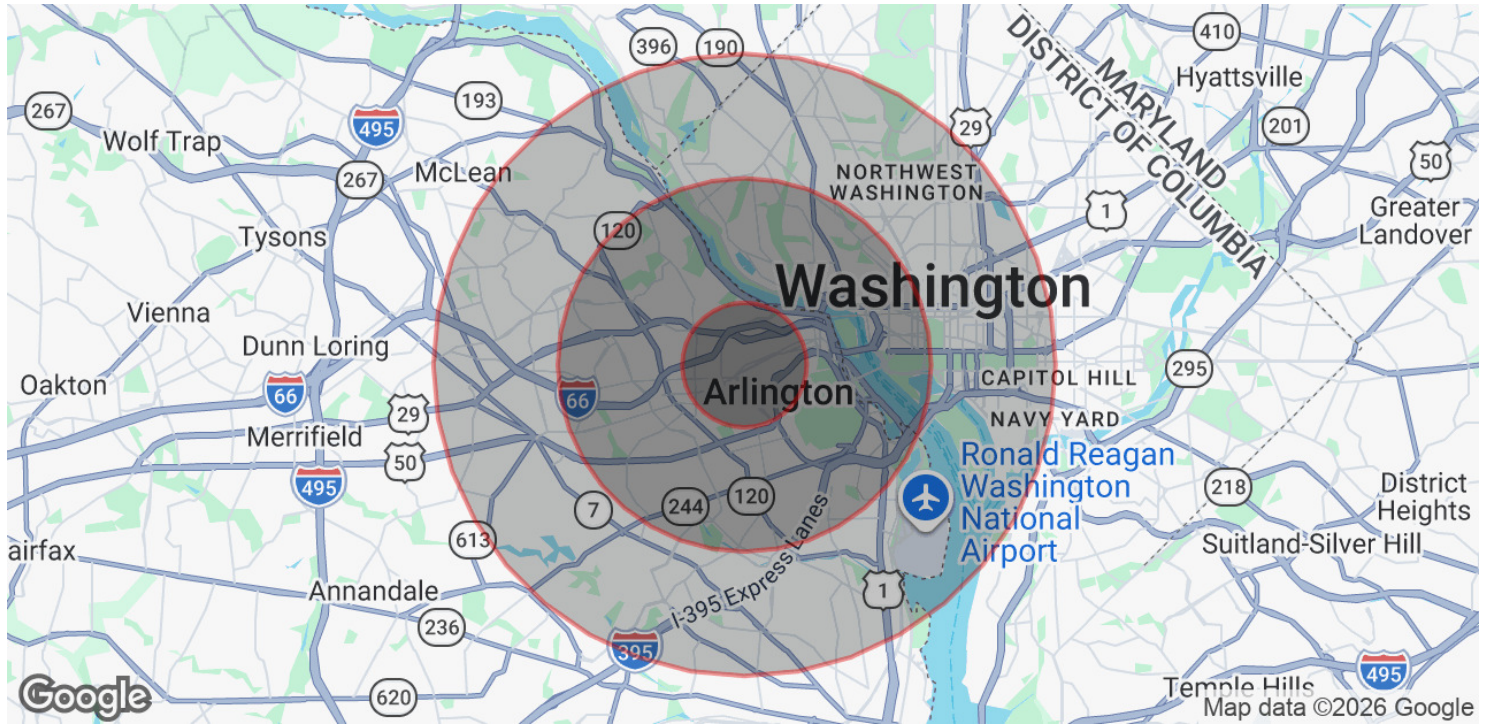 396
190
410
MARYLAND
DISTRICT OF COLUMBIA
Hyattsville
267
193
495
29
201
50
Wolf Trap
267
McLean
NORTHWEST
WASHINGTON
1
Greater
Landover
Tysons
120
Washington
Vienna
Dunn Loring
Oakton
66
29
66
Arlington
CAPITOL HILL
295
Merrifield
NAVY YARD
50
495
Ronald Reagan
Washington
National
Airport
7
244
120
218
District
Heights
613
airfax
Suitland-Silver Hill
Annandale
I-395 Express Lanes
1
236
395
620
495
Temple Hills
Google
Map data ©2026 Google